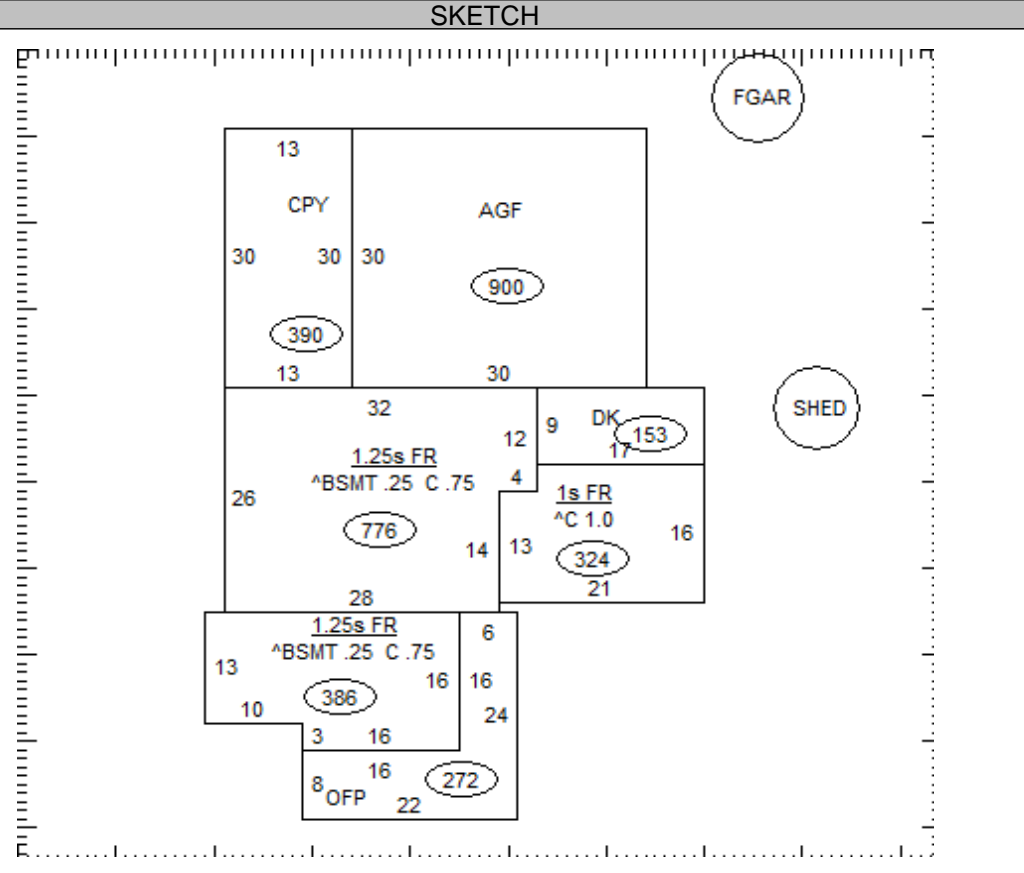 SKETCH
FGAR
13
CPY
AGF
30 30 30
900
390
13 30
32
DK
9
153
12
17
1.25s FR
^BSMT .25 C .75
4
1s FR
26
^C 1.0
776
16
14 13
324
21
28
SHED
1.25s FR
6
^BSMT .25 C .75
13
16 16
386
10
24
3 16
16
8
272
OFP
22